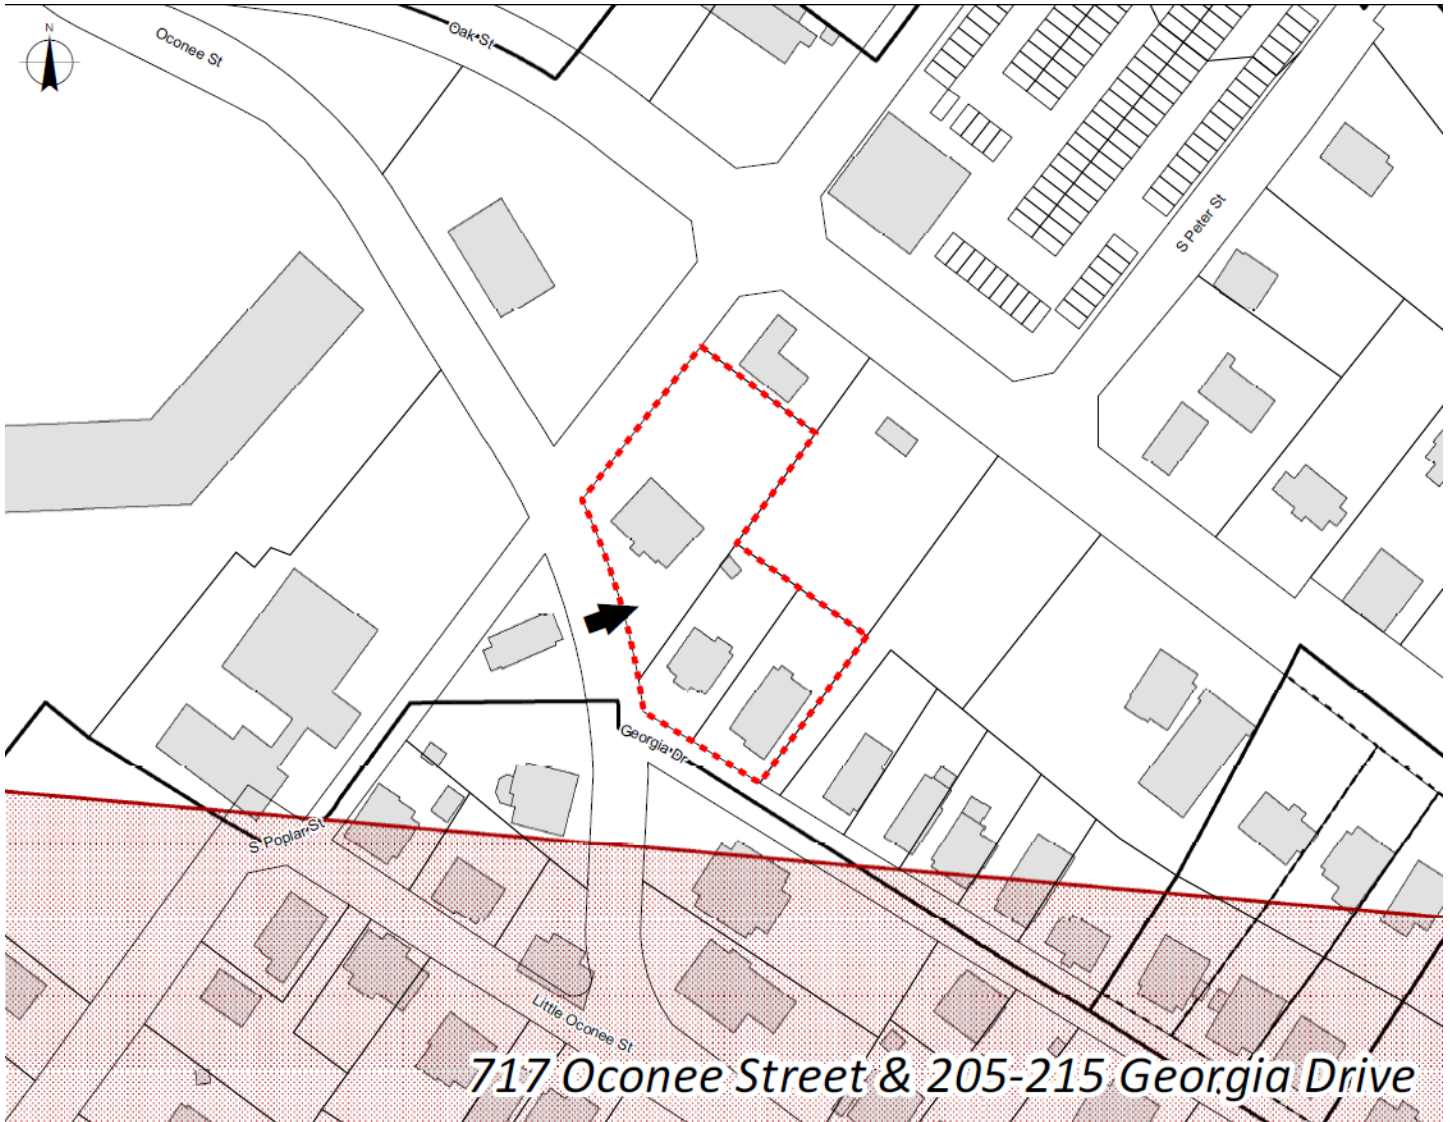 N
Oconee St
Oak St
S Peter St
Georgia Dr
S Poplar St
Little Oconee St
717 Oconee Street & 205-215 Georgia Drive